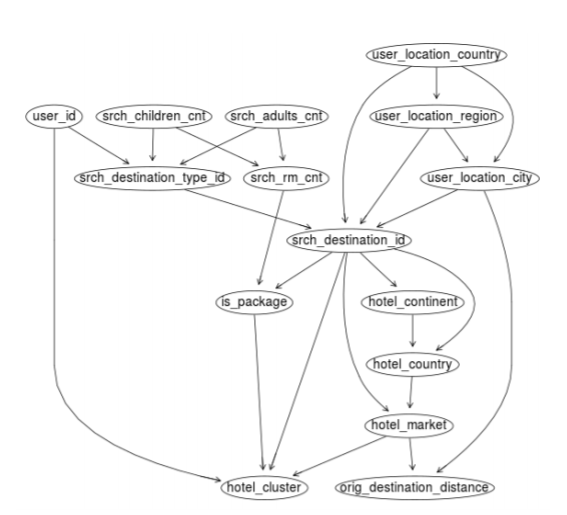 user_location_country
user_id
srch_children_cnt
srch_adults_cnt
user_location_region
srch_destination_type_id
srch_rm_cnt
user_location_city
srch_destination_id
is_package
hotel_continent
hotel_country
hotel_market
hotel_cluster
orig_destination_distance